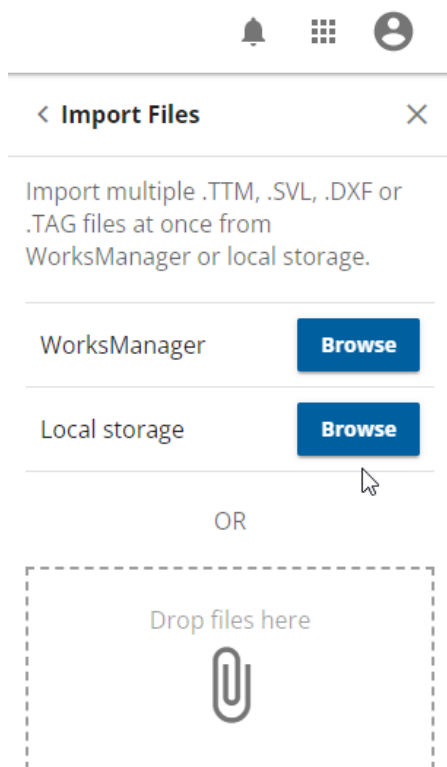 Import Files
Import multiple .TTM, .SVL, .DXF or
.TAG files at once from
WorksManager or local storage.
WorksManager Browse
Local storage Browse
OR
Drop files here